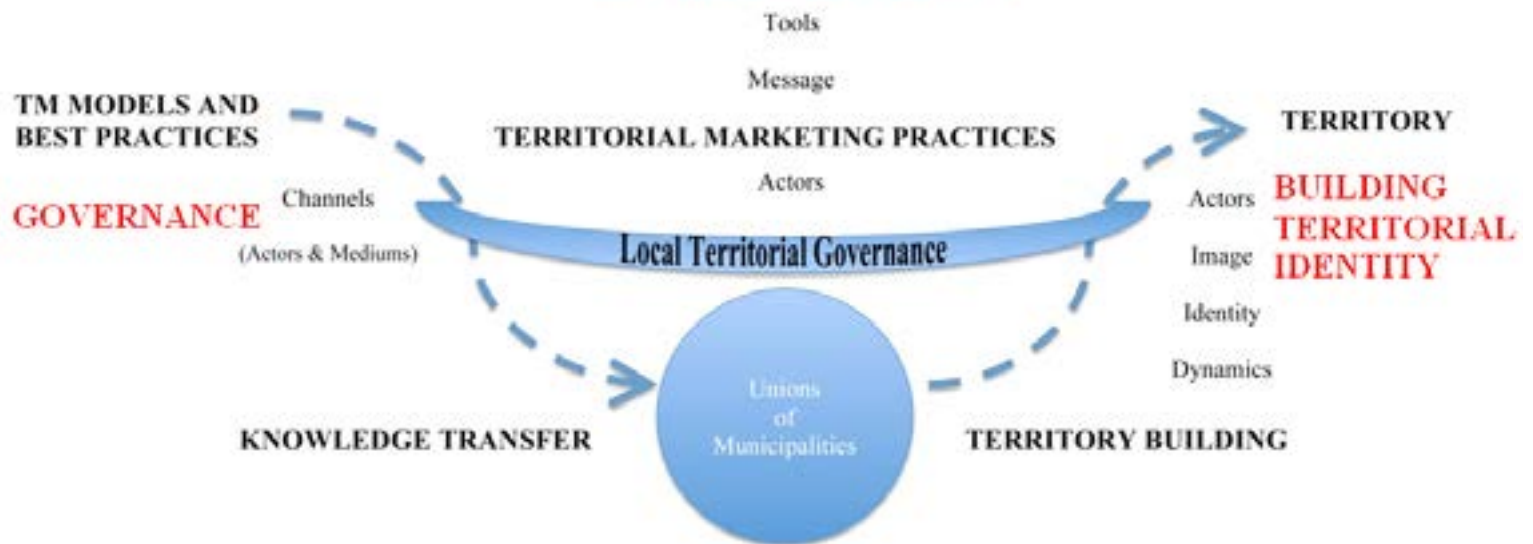 Tools
Message
TM MODELS AND
BEST PRACTICES
TERRITORIAL MARKETING PRACTICES
TERRITORY
Actors
GOVERNANCE
Channels
(Actors & Mediums)
Local Territorial Governance
Actors
Image
Identity
Dynamics
BUILDING
TERRITORIAL
IDENTITY
Unions
of
Municipalities
KNOWLEDGE TRANSFER
TERRITORY BUILDING